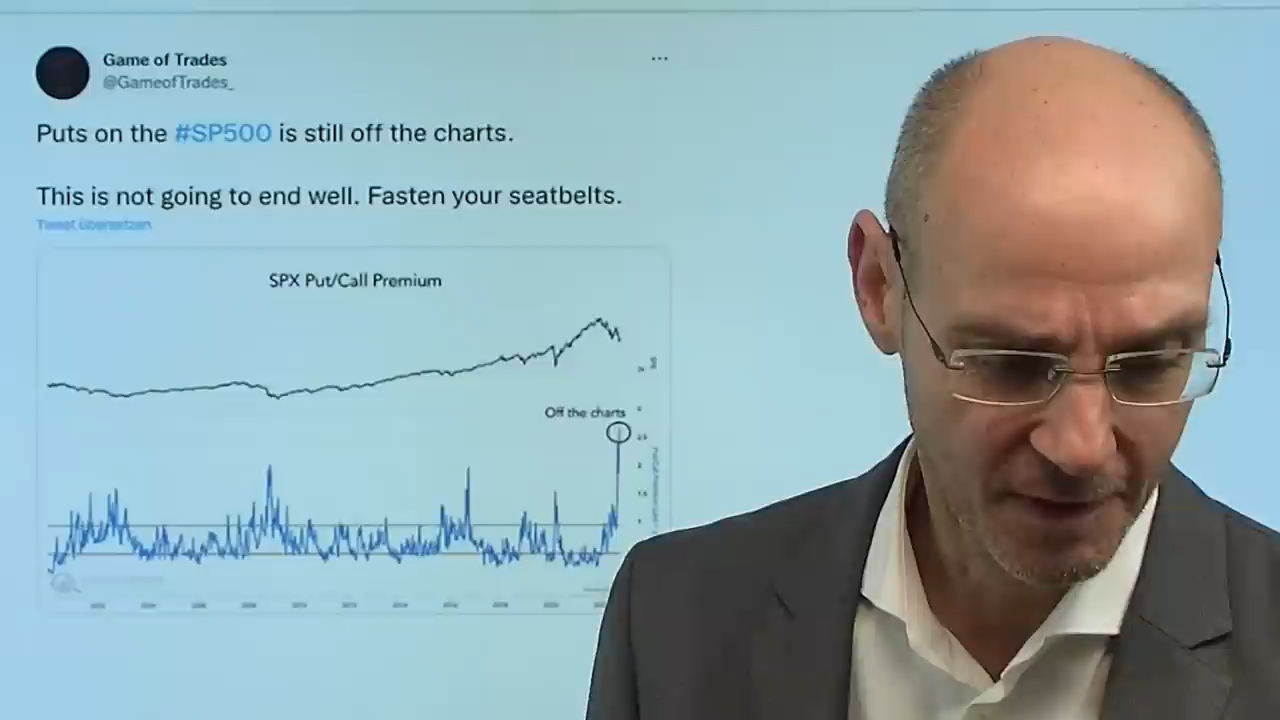 Game of Trades
@GameofTrades_
Puts on the #SP500 is still off the charts.
This is not going to end well. Fasten your seatbelts.
Tweet übersetzen
SPX Put/Call Premium
Off the charts